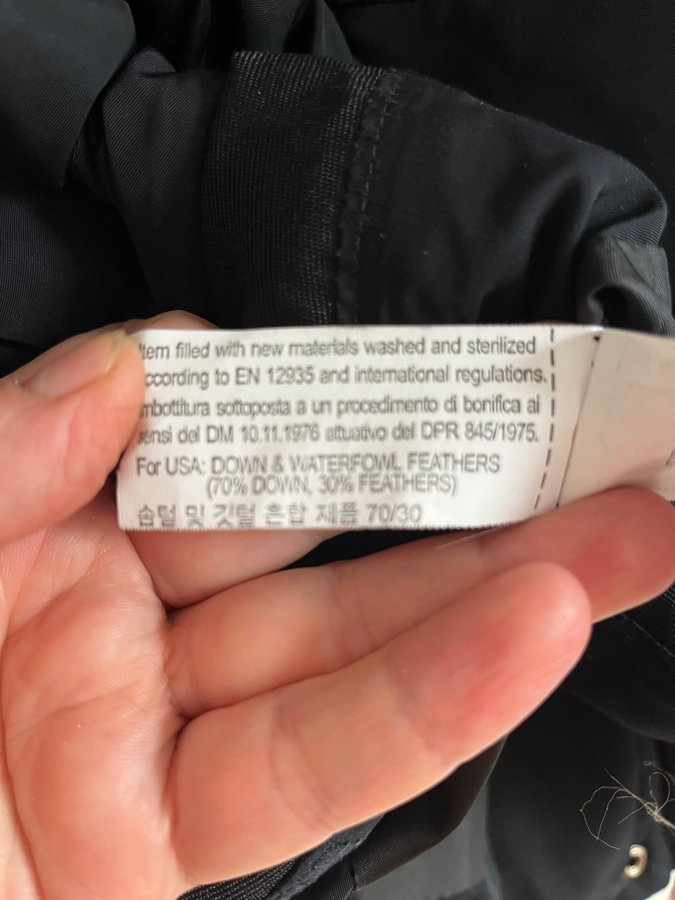 Item filled with new materials washed and sterilized
ccording to EN 12935 and international regulations.
mbottitura sottoposta a un procedimento di bonifica ai
sensi del DM 10.11.1976 attuativo del DPR 845/1975.
For USA: DOWN & WATERFOWL FEATHERS
(70% DOWN, 30% FEATHERS)
솜털 및 깃털 혼합 제품 70/30